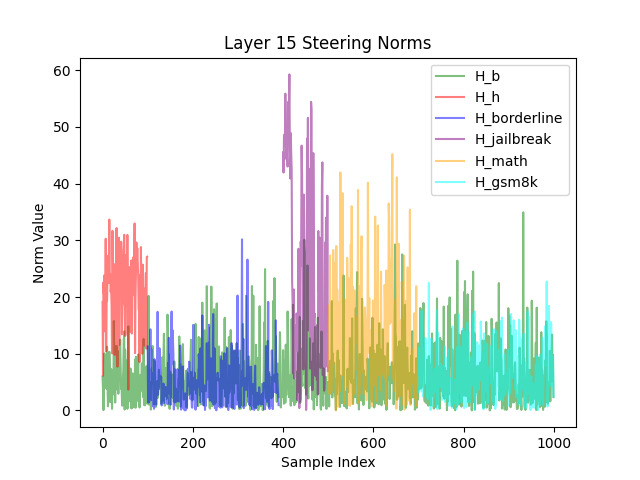 Layer 15 Steering Norms
H_b
H_h
H_borderline
H_jailbreak
H_math
H_gsm8k
Norm Value
60
50
40
30
20
10
0
0 200 400 600 800 1000
Sample Index